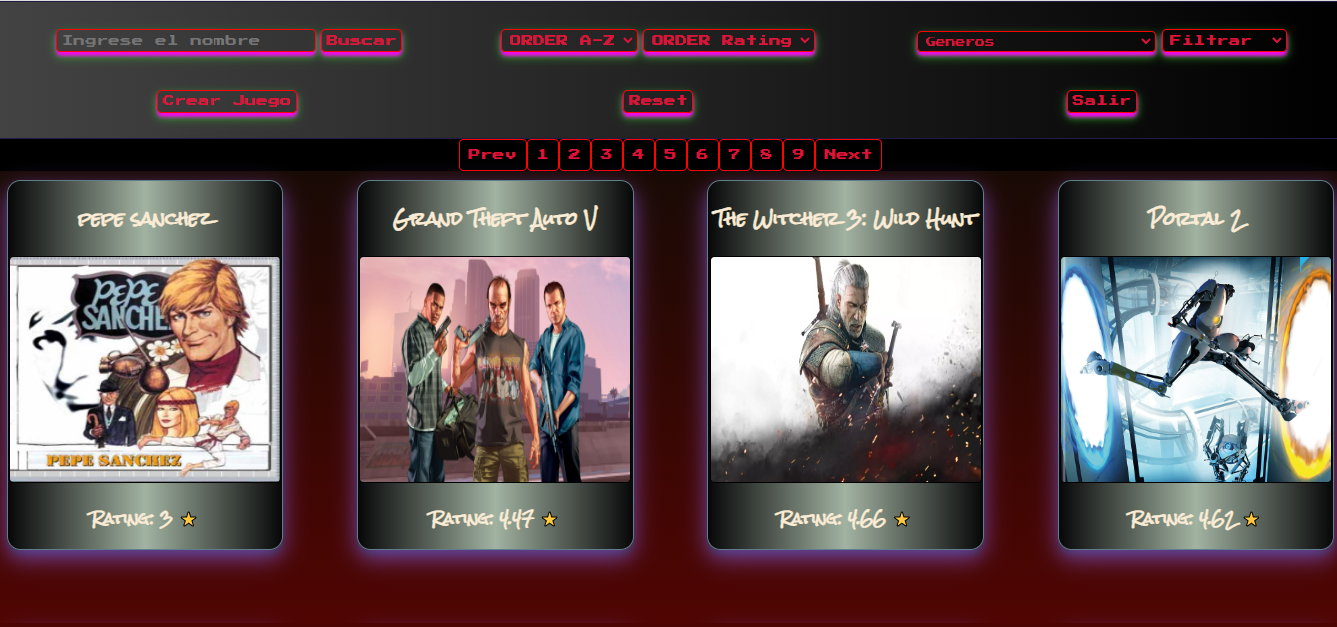 Ingrese el nombre Buscar ORDER A-Z ORDER Rating Generos Filtrar
Crear Juego Reset Salir
Prev 1 2 3 4 5 6 7 8 9 Next
pepe sanchez Grand Theft Auto V The Witcher 3: Wild Hunt Portal 2
PEPE
SANCHE
PEPE SANCHEZ
Rating: 3 Rating: 4.47 Rating: 4.66 Rating: 4.62